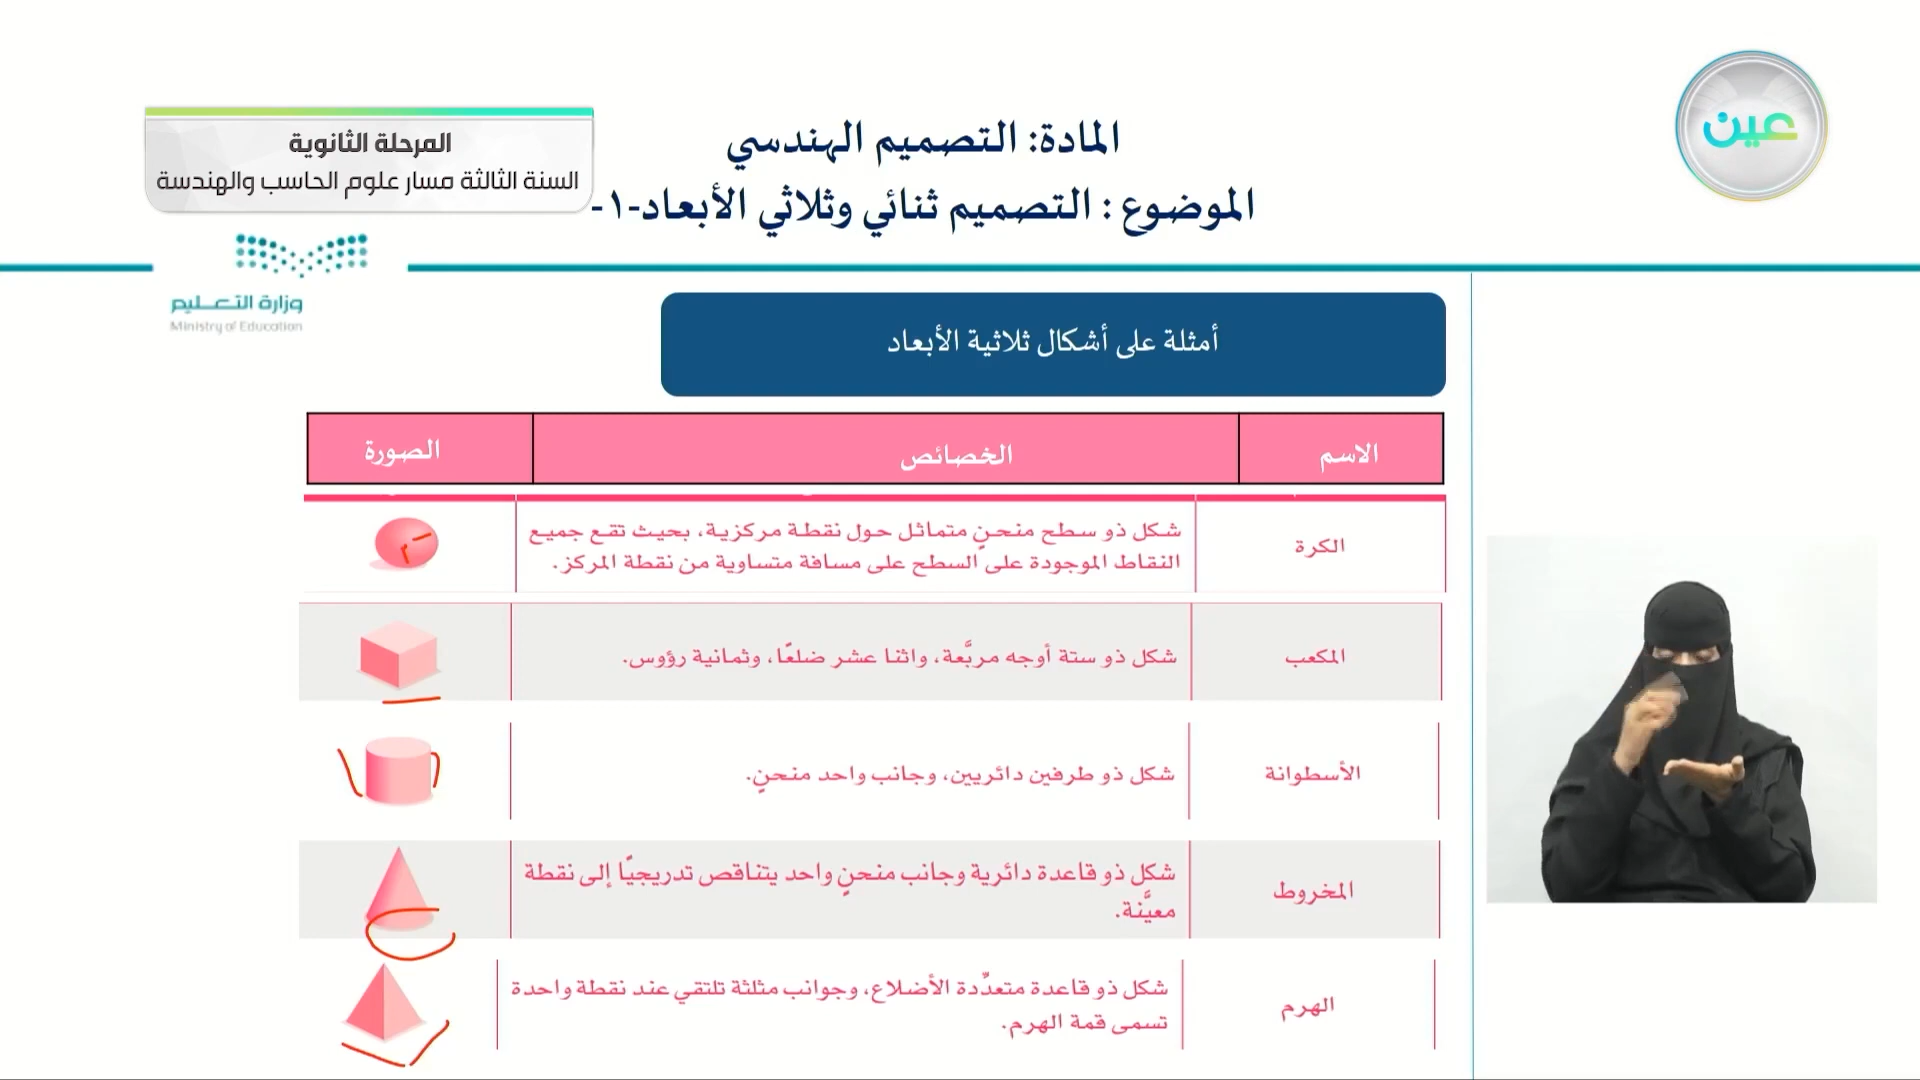 عين
المادة: التصميم الهندسي
الموضوع : التصميم ثنائي وثلاثي الأبعاد-١-
المرحلة الثانوية
السنة الثالثة مسار علوم الحاسب والهندسة
وزارة التعليم
Ministry of Education
أمثلة على أشكال ثلاثية الأبعاد
الاسم
الخصائص
الصورة
الكرة
شكل ذو سطح منحنٍ متماثل حول نقطة مركزية، بحيث تقع جميع
النقاط الموجودة على السطح على مسافة متساوية من نقطة المركز.
المكعب
شكل ذو ستة أوجه مربَّعة، واثنا عشر ضلعًا، وثمانية رؤوس.
الأسطوانة
شكل ذو طرفين دائريين، وجانب واحد منحنٍ.
المخروط
شكل ذو قاعدة دائرية وجانب منحنٍ واحد يتناقص تدريجيًا إلى نقطة
معيَّنة.
الهرم
شكل ذو قاعدة متعدِّدة الأضلاع، وجوانب مثلثة تلتقي عند نقطة واحدة
تسمى قمة الهرم.